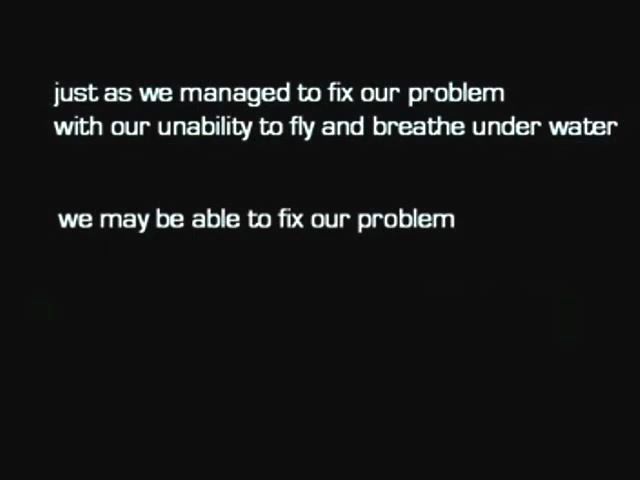 just as we managed to fix our problem
with our unability to fly and breathe under water
we may be able to fix our problem